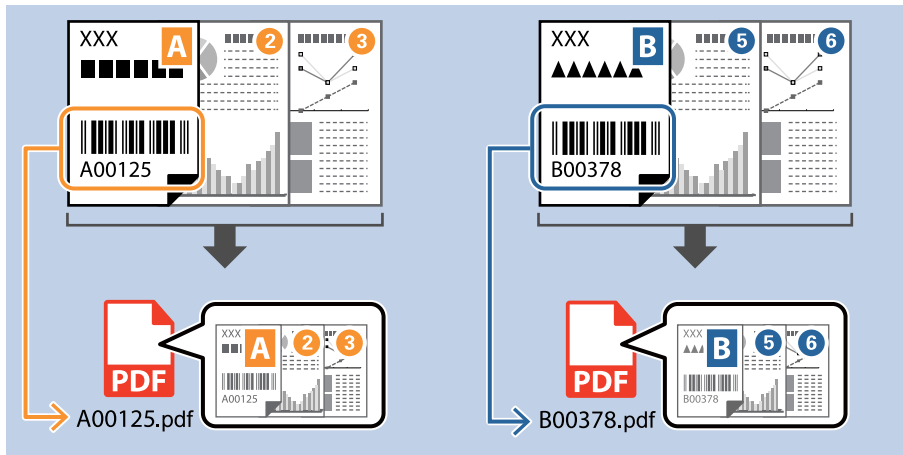 XXX A 2 3
A00125
XXX B 5 6
B00378
PDF
XXX A 2 3
A00125
A00125.pdf
PDF
XXX B 5 6
B00378
B00378.pdf